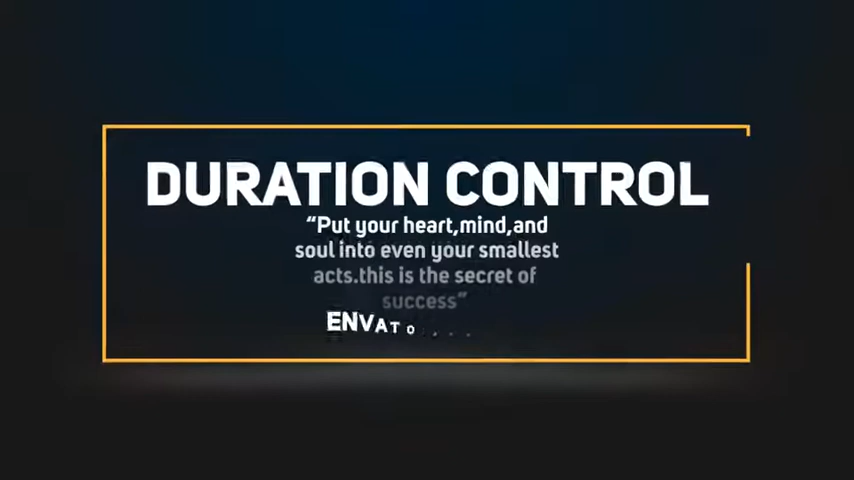 DURATION CONTROL
“Put your heart,mind,and
soul into even your smallest
acts.this is the secret of
success”
ENVATO